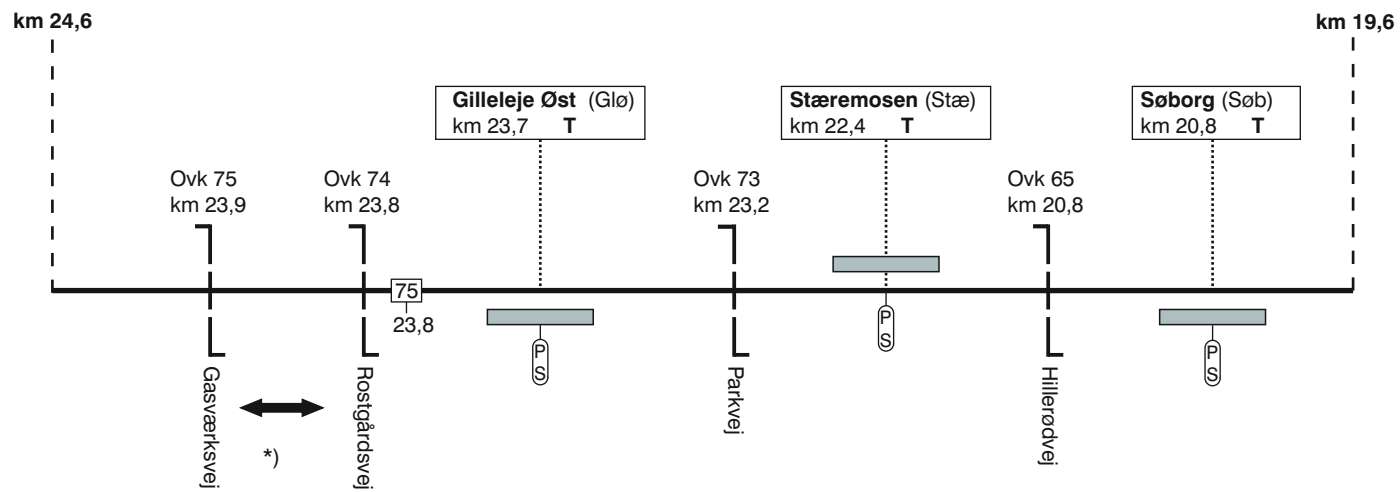 km 24,6
km 19,6
Gilleleje Øst (Glø)
km 23,7 T
Stæremosen (Stæ)
km 22,4 T
Søborg (Søb)
km 20,8 T
Ovk 75
km 23,9
Ovk 74
km 23,8
Ovk 73
km 23,2
Ovk 65
km 20,8
75
23,8
P
S
P
S
P
S
Gasværksvej
Rostgårdsvej
Parkvej
Hillerødvej
*)